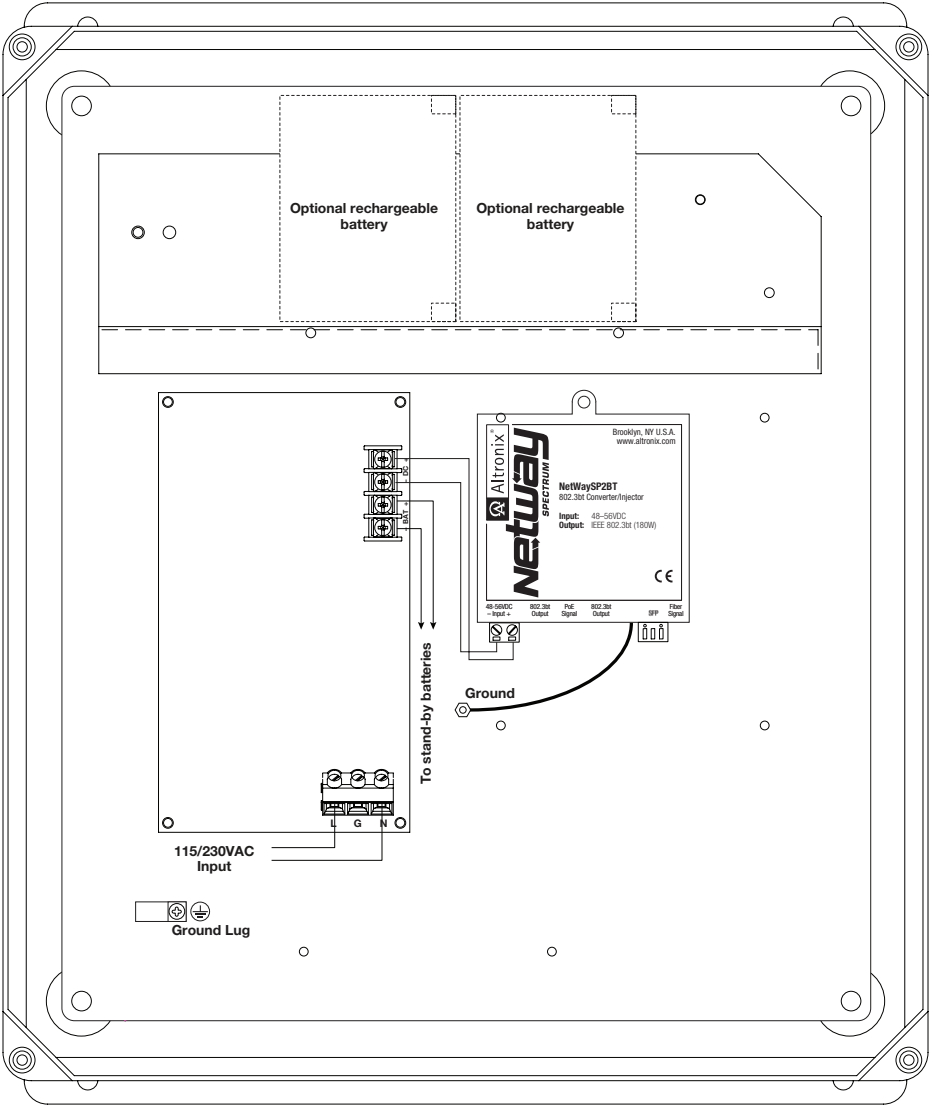 Optional rechargeable
battery
Optional rechargeable
battery
+
DC
-
+
BAT
-
Altronix®
Netway
SPECTRUM
Brooklyn, NY U.S.A.
www.altronix.com
NetWaySP2BT
802.3bt Converter/Injector
Input: 48–56VDC
Output: IEEE 802.3bt (180W)
CE
48-56VDC
– Input +
802.3bt
Output
PoE
Signal
802.3bt
Output
SFP
Fiber
Signal
To stand-by batteries
Ground
L G N
115/230VAC
Input
Ground Lug